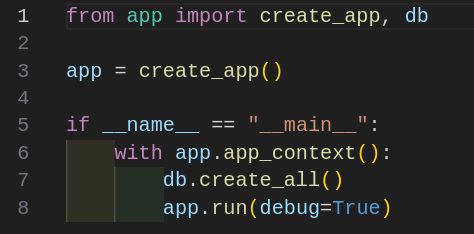 1 from app import create_app, db
2
3 app = create_app()
4
5 if __name__ == "__main__":
6     with app.app_context():
7         db.create_all()
8         app.run(debug=True)